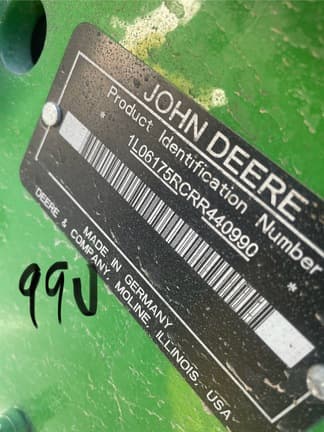 JOHN DEERE
Product Identification Number
1L06175RCRR440990
*
MADE IN GERMANY
DEERE & COMPANY, MOLINE, ILLINOIS, USA
99J